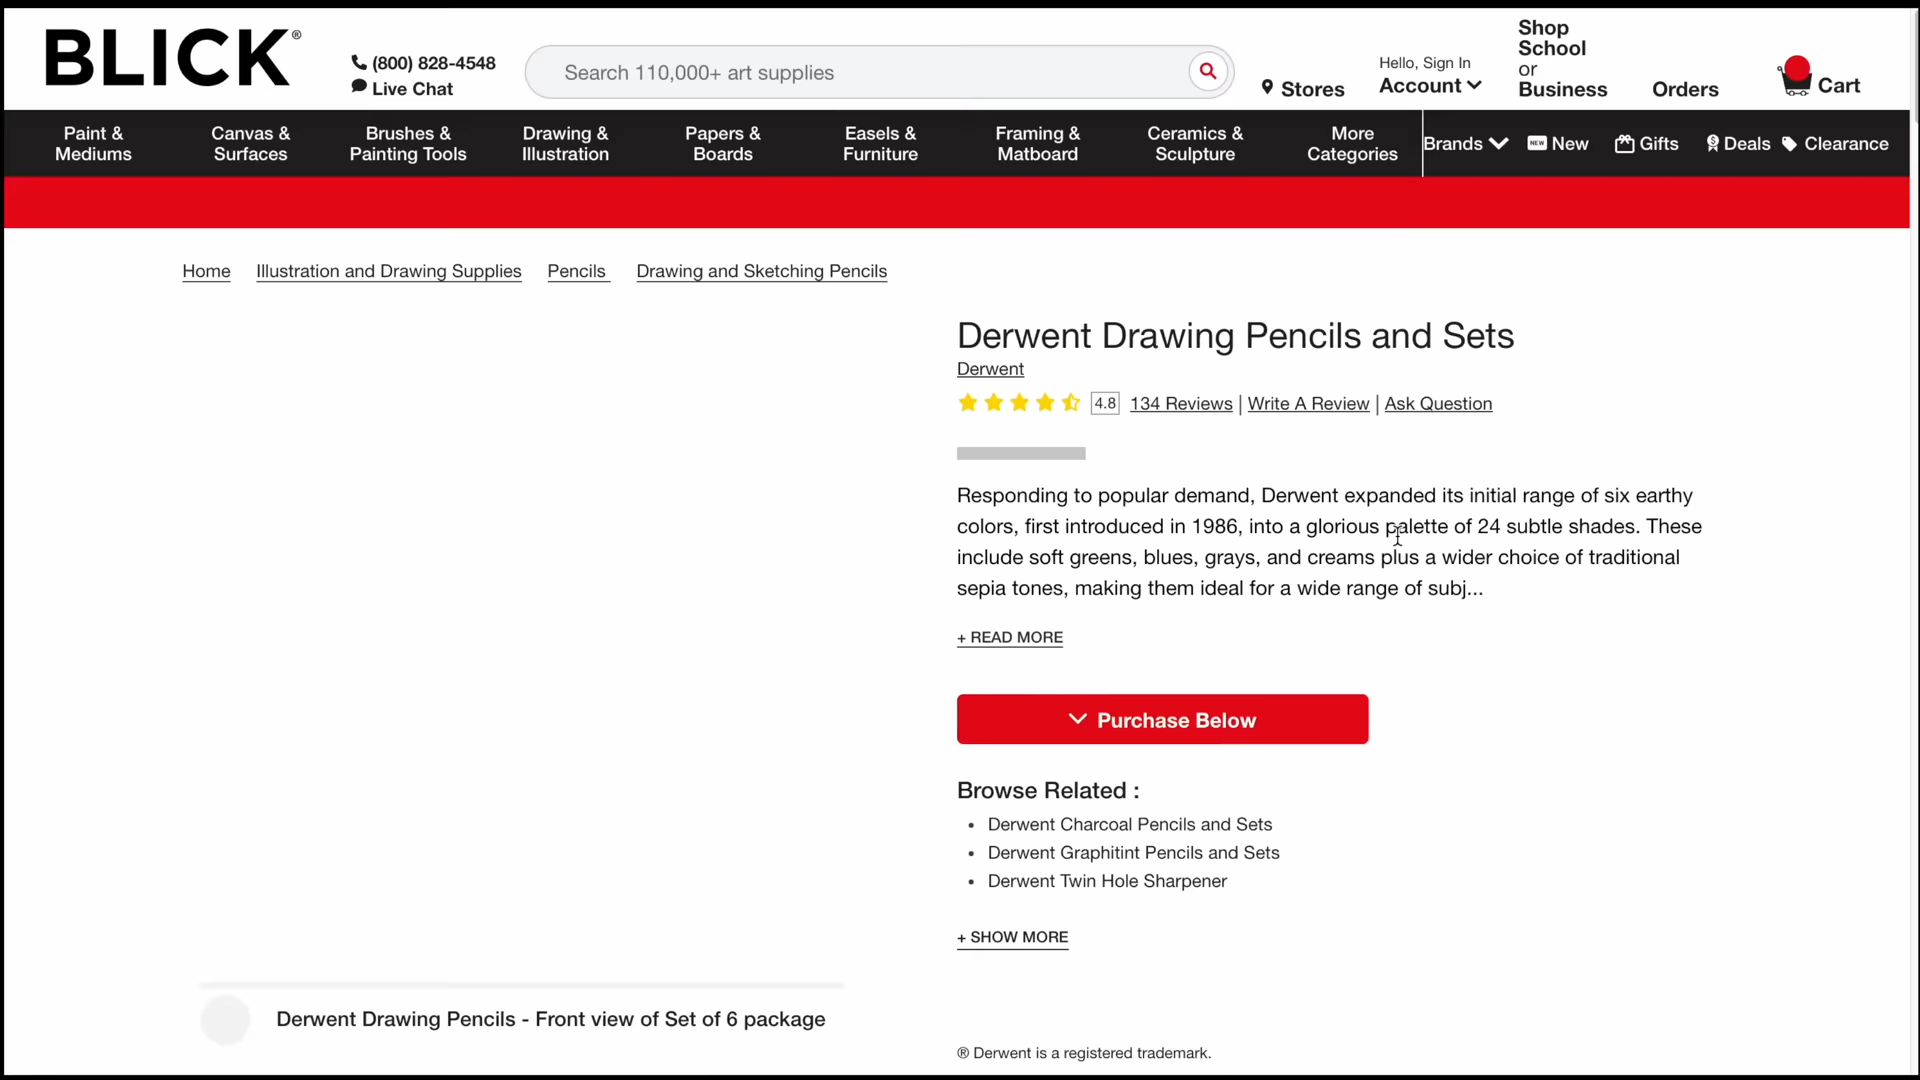 BLICK®
(800) 828-4548
Live Chat
Search 110,000+ art supplies
Stores
Hello, Sign In
Account
Shop
School
or
Business
Orders
Cart
Paint &
Mediums
Canvas &
Surfaces
Brushes &
Painting Tools
Drawing &
Illustration
Papers &
Boards
Easels &
Furniture
Framing &
Matboard
Ceramics &
Sculpture
More
Categories
Brands
NEW New
Gifts
Deals
Clearance
Home Illustration and Drawing Supplies Pencils Drawing and Sketching Pencils
Derwent Drawing Pencils and Sets
Derwent
4.8 134 Reviews | Write A Review | Ask Question
Responding to popular demand, Derwent expanded its initial range of six earthy
colors, first introduced in 1986, into a glorious palette of 24 subtle shades. These
include soft greens, blues, grays, and creams plus a wider choice of traditional
sepia tones, making them ideal for a wide range of subj...
+ READ MORE
Purchase Below
Browse Related :
• Derwent Charcoal Pencils and Sets
• Derwent Graphitint Pencils and Sets
• Derwent Twin Hole Sharpener
+ SHOW MORE
Derwent Drawing Pencils - Front view of Set of 6 package
® Derwent is a registered trademark.